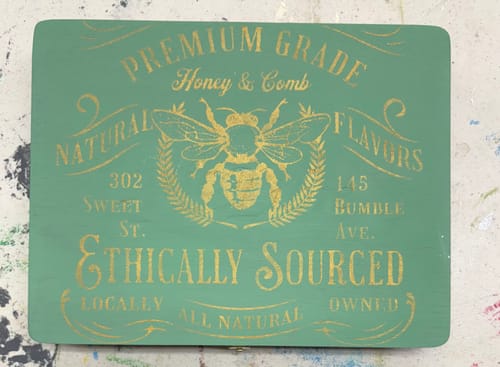 PREMIUM GRADE
Honey & Comb
NATURAL FLAVORS
302
SWEET
ST.
145
BUMBLE
AVE.
ETHICALLY SOURCED
LOCALLY ALL NATURAL OWNED